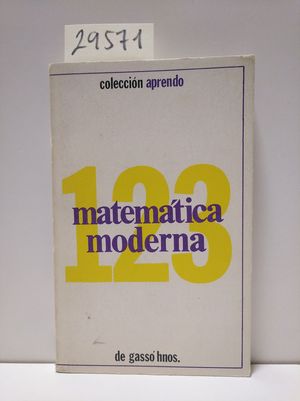 29571
colección aprendo
123
matemática
moderna
de gassó hnos.